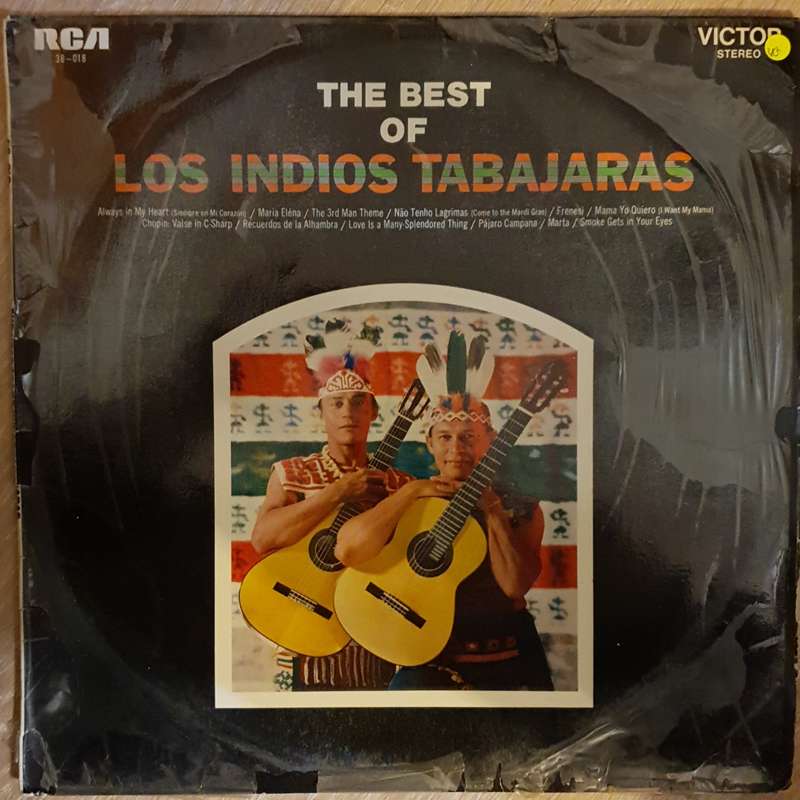 RCA
38-018
VICTOR
STEREO
THE BEST
OF
LOS INDIOS TABAJARAS
Always in My Heart (Siempre en Mi Corazón) / Maria Eléna / The 3rd Man Theme / Não Tenho Lagrimas (Come to the Mardi Gras) / Frenesi / Mama Yo Quiero (I Want My Mama)
Chopin: Valse in C-Sharp / Recuerdos de la Alhambra / Love Is a Many-Splendored Thing / Pájaro Campana / Marta / Smoke Gets in Your Eyes